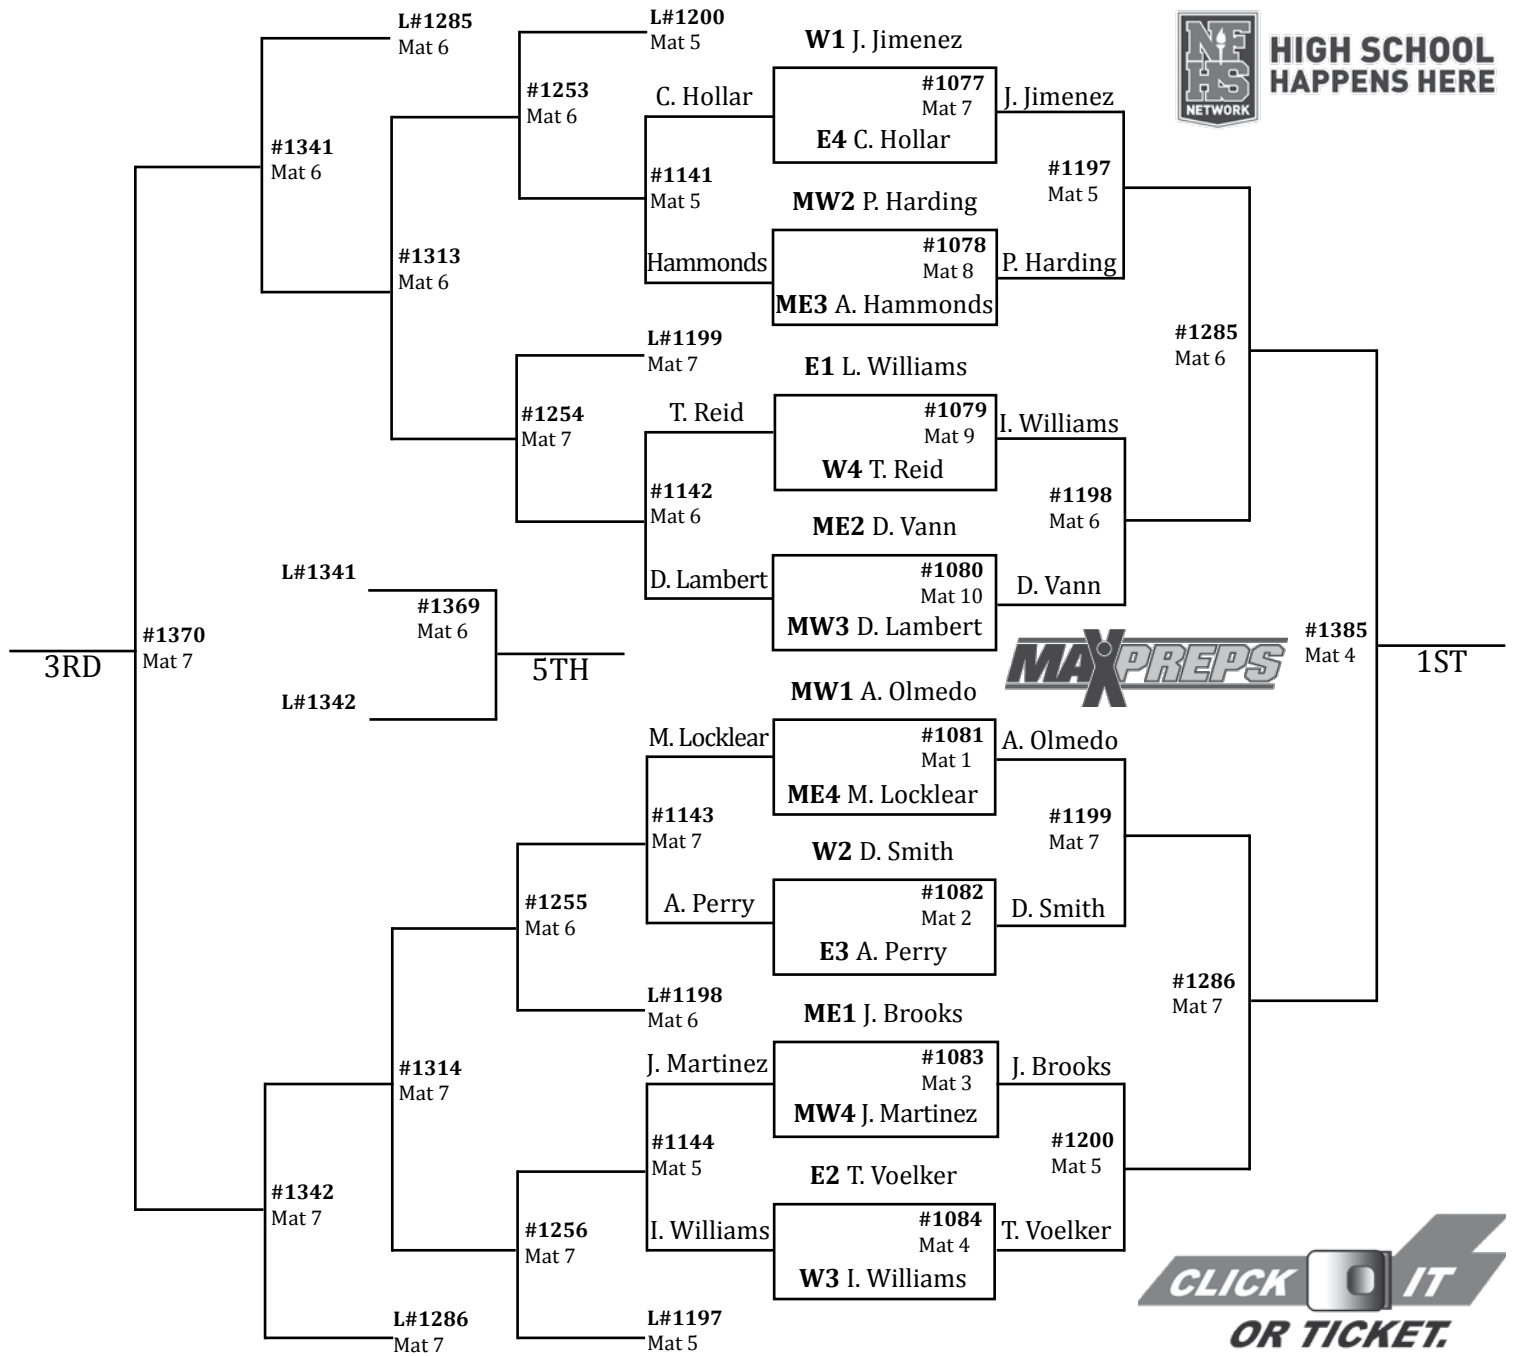 L#1285
Mat 6
L#1200
Mat 5
W1 J. Jimenez
NFHS
NETWORK
HIGH SCHOOL
HAPPENS HERE
#1253
Mat 6
C. Hollar
#1077
Mat 7
J. Jimenez
E4 C. Hollar
#1341
Mat 6
#1141
Mat 5
#1197
Mat 5
MW2 P. Harding
#1313
Mat 6
Hammonds
#1078
Mat 8
P. Harding
ME3 A. Hammonds
L#1199
Mat 7
#1285
Mat 6
E1 L. Williams
#1254
Mat 7
T. Reid
#1079
Mat 9
I. Williams
W4 T. Reid
#1142
Mat 6
#1198
Mat 6
ME2 D. Vann
L#1341
D. Lambert
#1080
Mat 10
D. Vann
#1369
Mat 6
MW3 D. Lambert
#1370
Mat 7
3RD
5TH
MAXPREPS
#1385
Mat 4
1ST
L#1342
MW1 A. Olmedo
M. Locklear
#1081
Mat 1
A. Olmedo
ME4 M. Locklear
#1143
Mat 7
#1199
Mat 7
W2 D. Smith
#1255
Mat 6
A. Perry
#1082
Mat 2
D. Smith
E3 A. Perry
#1286
Mat 7
L#1198
Mat 6
ME1 J. Brooks
#1314
Mat 7
J. Martinez
#1083
Mat 3
J. Brooks
MW4 J. Martinez
#1144
Mat 5
#1200
Mat 5
E2 T. Voelker
#1342
Mat 7
#1256
Mat 7
I. Williams
#1084
Mat 4
T. Voelker
W3 I. Williams
L#1286
Mat 7
L#1197
Mat 5
CLICK IT
OR TICKET.